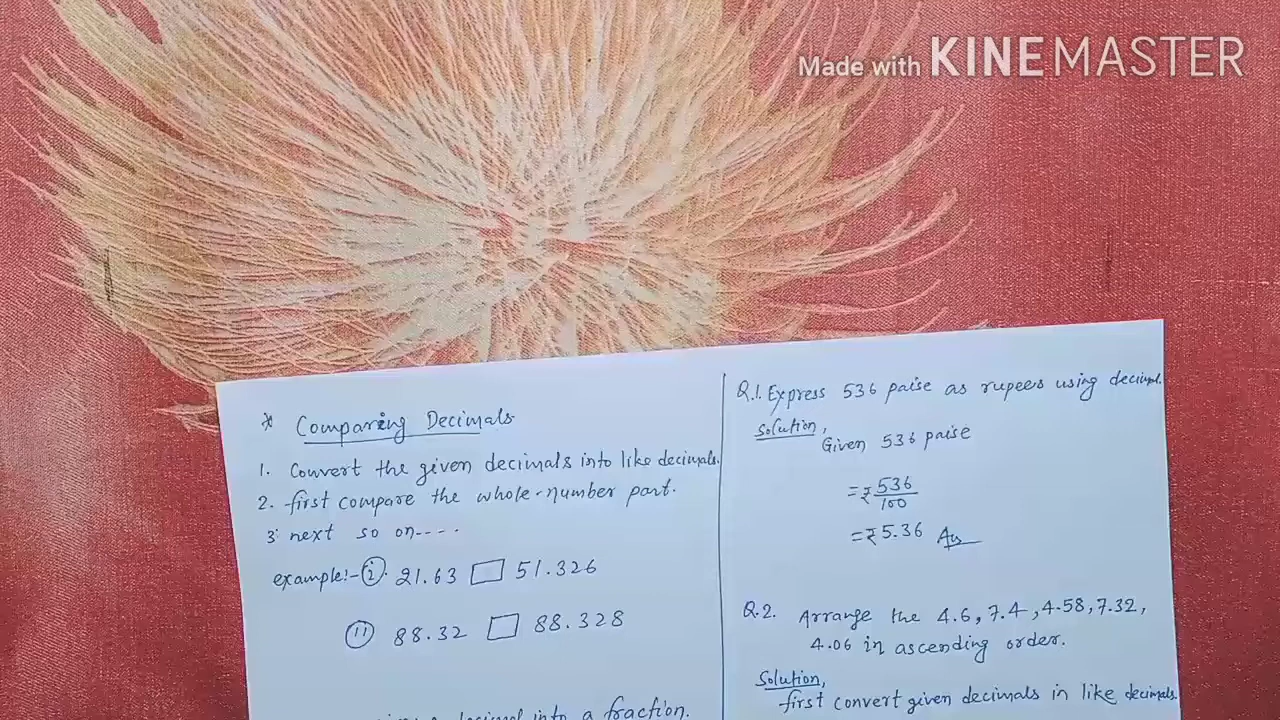 Made with KINEMASTER
* Comparing Decimals
1. Convert the given decimals into like decimals.
2. first compare the whole-number part.
3. next so on----
example:- (i). 21.63 □ 51.326
(ii) 88.32 □ 88.328
a decimal into a fraction.
Q.1. Express 536 paise as rupees using decimal.
Solution,
Given 536 paise
= ₹ 536/100
= ₹ 5.36 Ans
Q.2. Arrange the 4.6, 7.4, 4.58, 7.32,
4.06 in ascending order.
Solution,
first convert given decimals in like decimals.